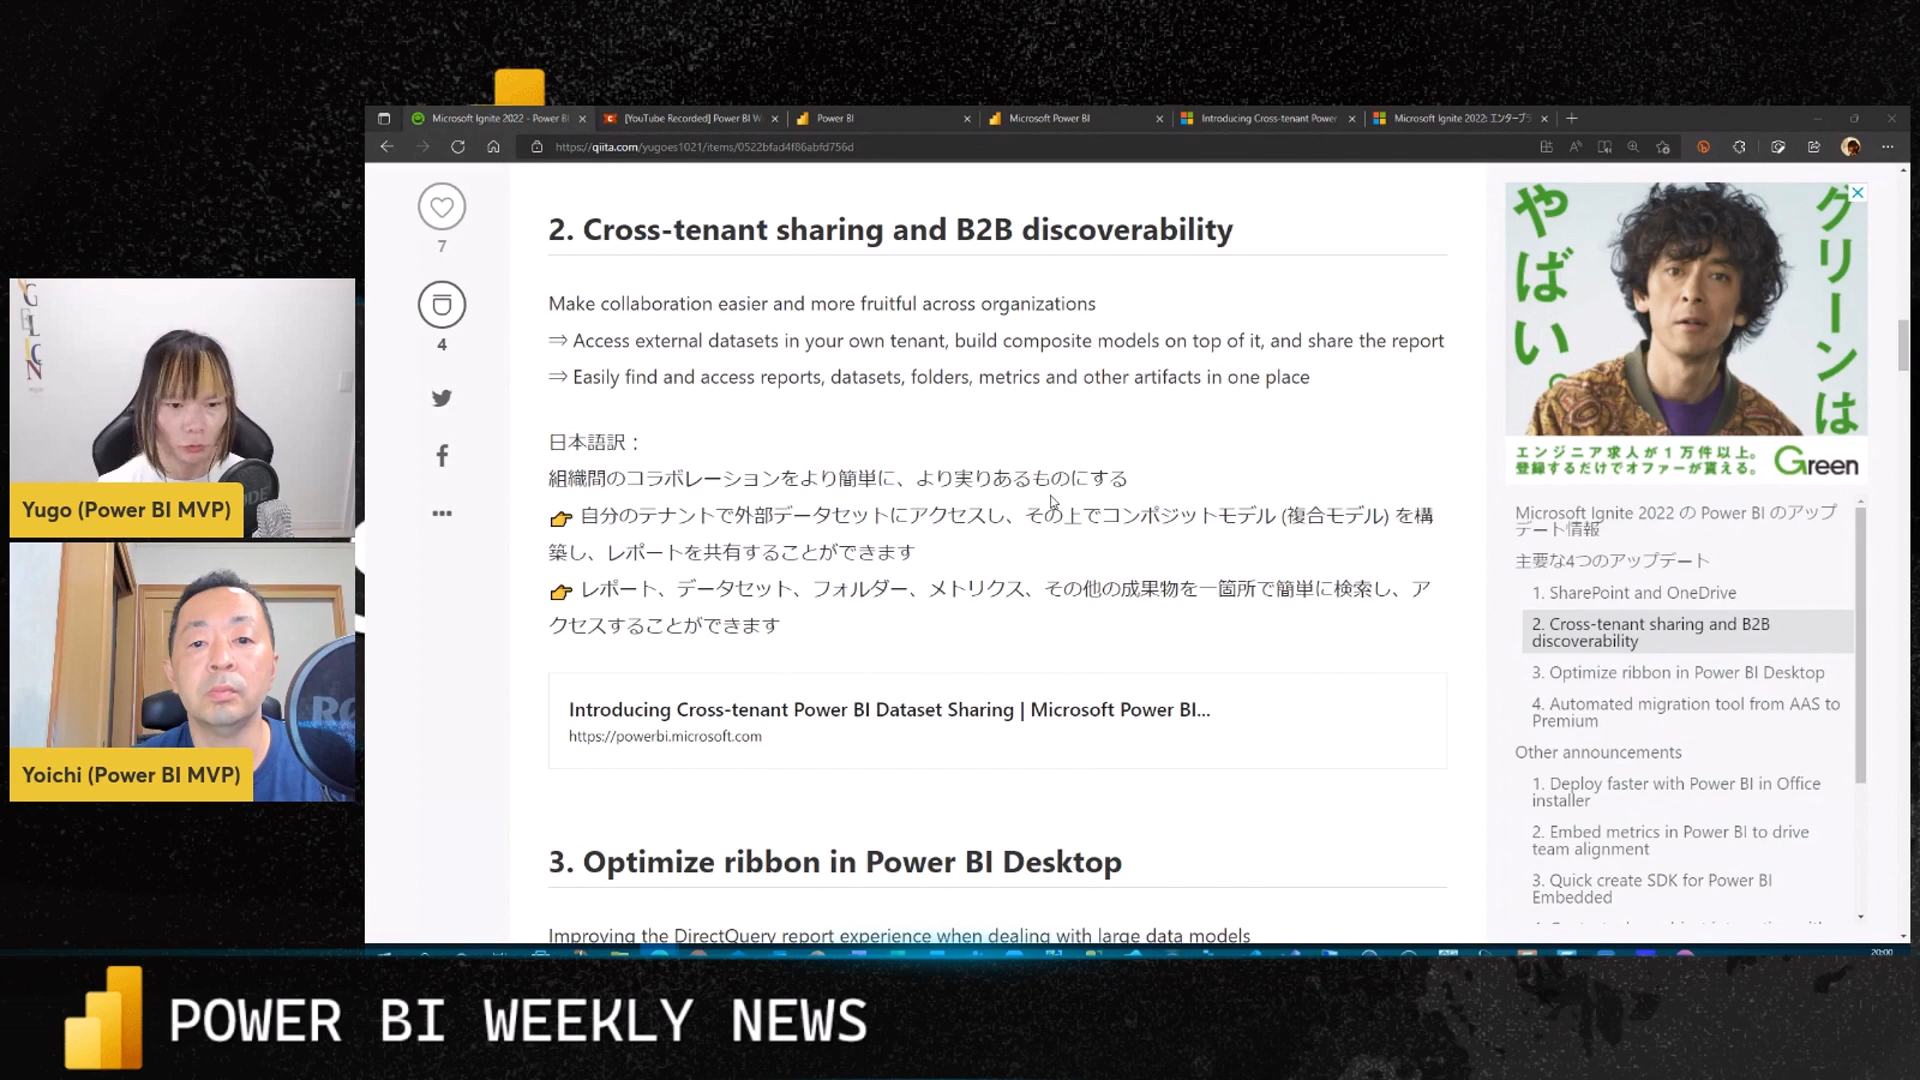 Microsoft Ignite 2022 - Power BI
[YouTube Recorded] Power BI W
Power BI
Microsoft Power BI
Introducing Cross-tenant Power
Microsoft Ignite 2022: エンタープラ
https://qiita.com/yugoes1021/items/0522bfad4f86abfd756d
7
4
2. Cross-tenant sharing and B2B discoverability
Make collaboration easier and more fruitful across organizations
⇒ Access external datasets in your own tenant, build composite models on top of it, and share the report
⇒ Easily find and access reports, datasets, folders, metrics and other artifacts in one place
日本語訳：
組織間のコラボレーションをより簡単に、より実りあるものにする
👉 自分のテナントで外部データセットにアクセスし、その上でコンポジットモデル (複合モデル) を構
築し、レポートを共有することができます
👉 レポート、データセット、フォルダー、メトリクス、その他の成果物を一箇所で簡単に検索し、ア
クセスすることができます
Introducing Cross-tenant Power BI Dataset Sharing | Microsoft Power BI...
https://powerbi.microsoft.com
3. Optimize ribbon in Power BI Desktop
Improving the DirectQuery report experience when dealing with large data models
グリーンは
やばい。
エンジニア求人が1万件以上。
登録するだけでオファーが貰える。
Green
Microsoft Ignite 2022 の Power BI のアップ
デート情報
主要な4つのアップデート
1. SharePoint and OneDrive
2. Cross-tenant sharing and B2B
discoverability
3. Optimize ribbon in Power BI Desktop
4. Automated migration tool from AAS to
Premium
Other announcements
1. Deploy faster with Power BI in Office
installer
2. Embed metrics in Power BI to drive
team alignment
3. Quick create SDK for Power BI
Embedded
20:00
Yugo (Power BI MVP)
Yoichi (Power BI MVP)
POWER BI WEEKLY NEWS